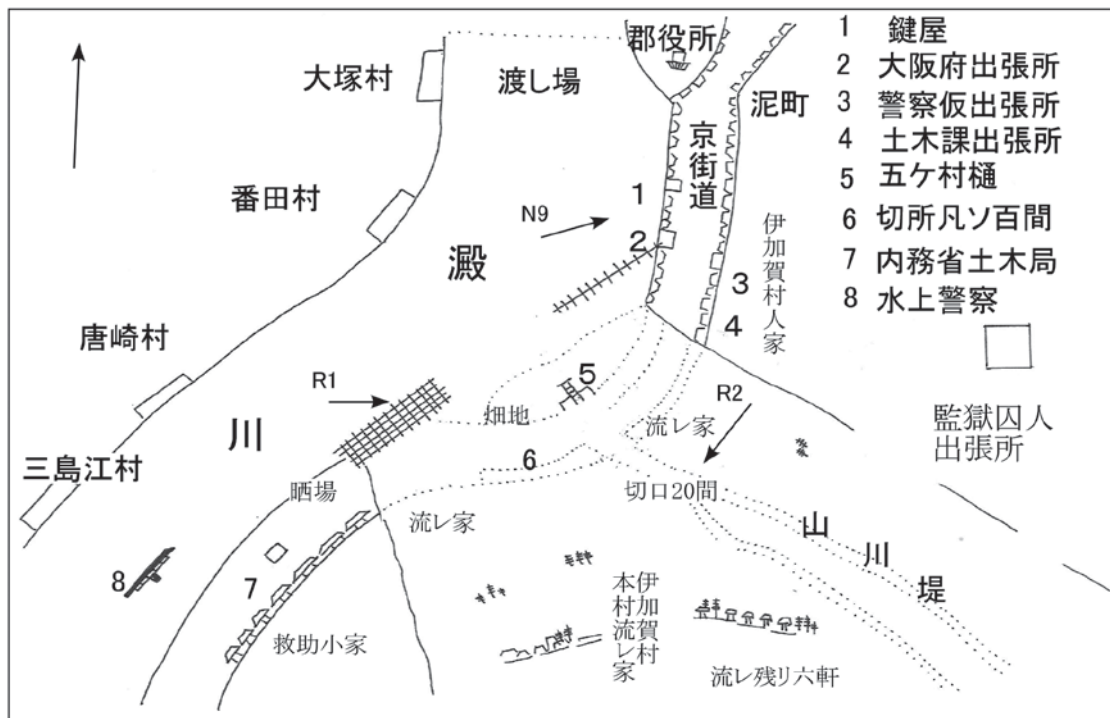 郡役所
大塚村
渡し場
泥町
京街道
番田村
N9
澱
1
2
3
4
伊加賀村人家
唐崎村
R1
5
畑地
流レ家
R2
川
6
三島江村
晒場
流レ家
切口20間
山川堤
8
7
救助小家
伊加賀村
本村流レ家
流レ残リ六軒
1 鍵屋
2 大阪府出張所
3 警察仮出張所
4 土木課出張所
5 五ケ村樋
6 切所凡ソ百間
7 内務省土木局
8 水上警察
監獄囚人
出張所